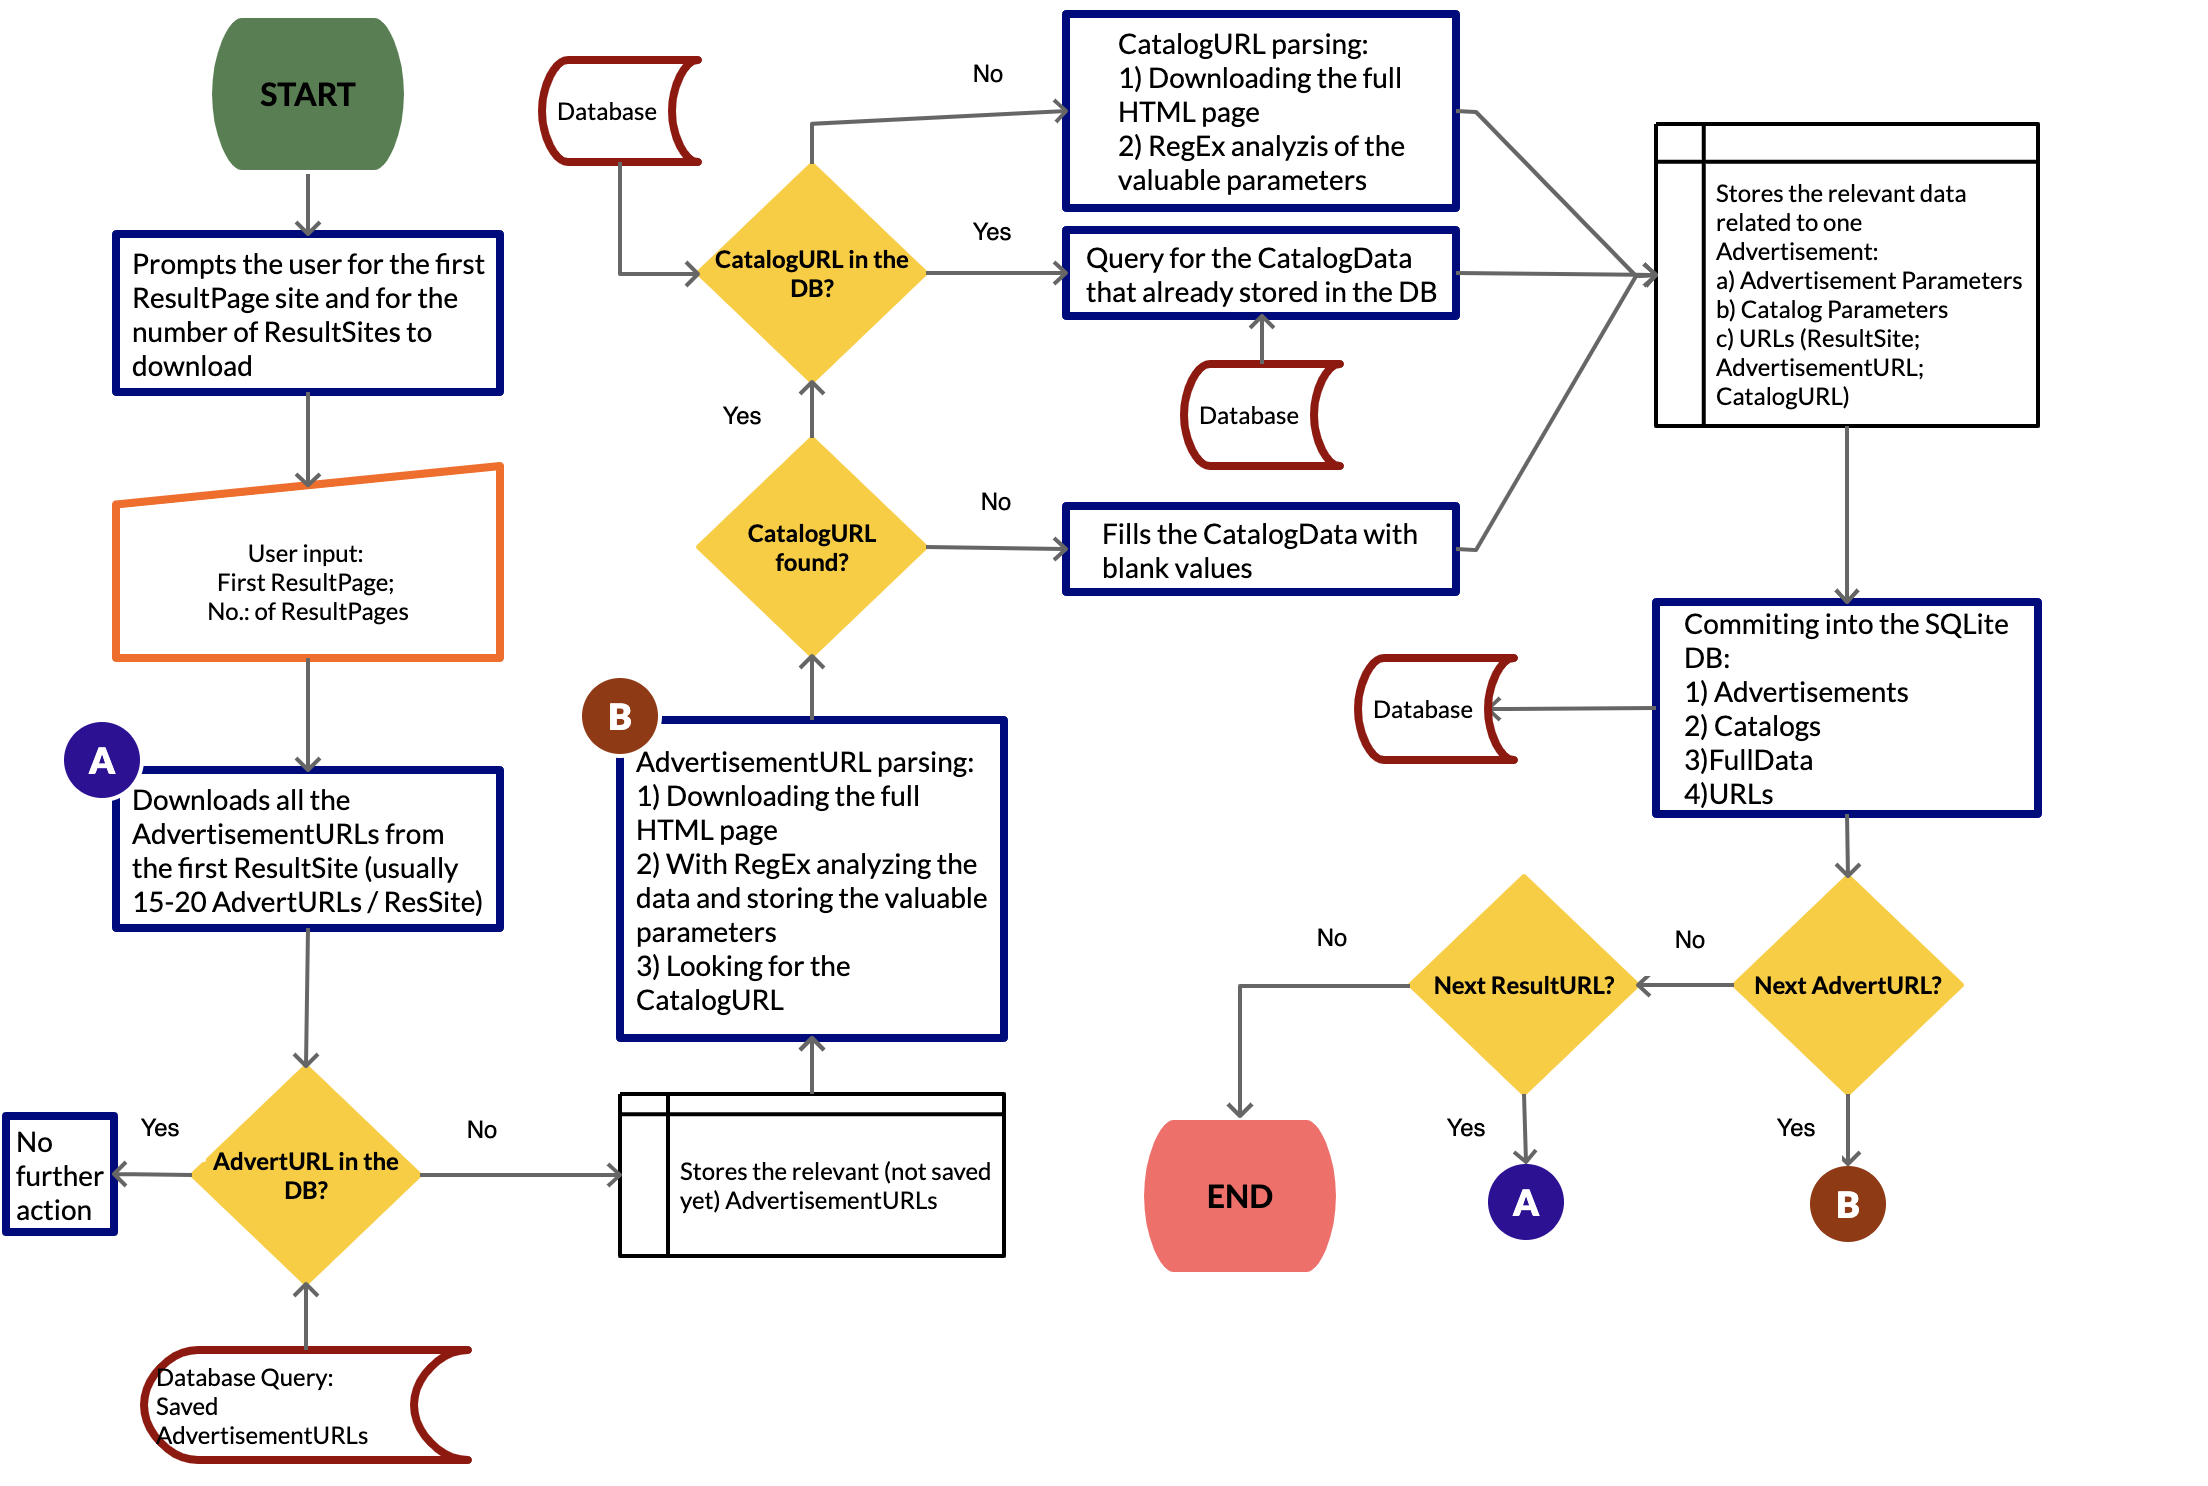 START
Prompts the user for the first
ResultPage site and for the
number of ResultSites to
download
User input:
First ResultPage;
No.: of ResultPages
A
Downloads all the
AdvertisementURLs from
the first ResultSite (usually
15-20 AdvertURLs / ResSite)
AdvertURL in the
DB?
Yes
No
further
action
No
Database Query:
Saved
AdvertisementURLs
Stores the relevant (not saved
yet) AdvertisementURLs
B
AdvertisementURL parsing:
1) Downloading the full
HTML page
2) With RegEx analyzing the
data and storing the valuable
parameters
3) Looking for the
CatalogURL
CatalogURL
found?
Yes
No
Fills the CatalogData with
blank values
Database
CatalogURL in the
DB?
No
CatalogURL parsing:
1) Downloading the full
HTML page
2) RegEx analyzis of the
valuable parameters
Yes
Query for the CatalogData
that already stored in the DB
Database
Stores the relevant data
related to one
Advertisement:
a) Advertisement Parameters
b) Catalog Parameters
c) URLs (ResultSite;
AdvertisementURL;
CatalogURL)
Commiting into the SQLite
DB:
1) Advertisements
2) Catalogs
3)FullData
4)URLs
Database
Next AdvertURL?
No
Yes
B
Next ResultURL?
No
Yes
A
END